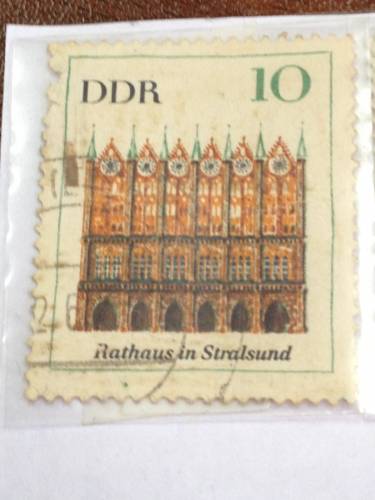 DDR 10
Rathaus in Stralsund